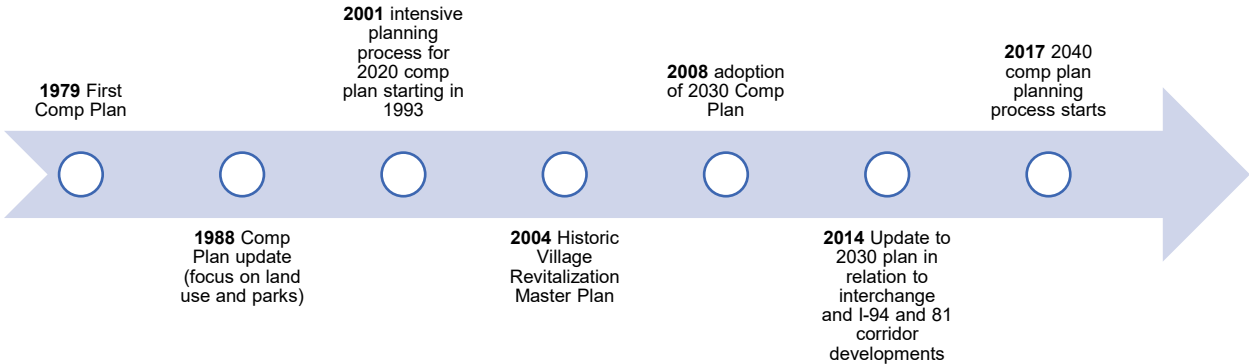 1979 First
Comp Plan
1988 Comp
Plan update
(focus on land
use and parks)
2001 intensive
planning
process for
2020 comp
plan starting in
1993
2004 Historic
Village
Revitalization
Master Plan
2008 adoption
of 2030 Comp
Plan
2014 Update to
2030 plan in
relation to
interchange
and I-94 and 81
corridor
developments
2017 2040
comp plan
planning
process starts